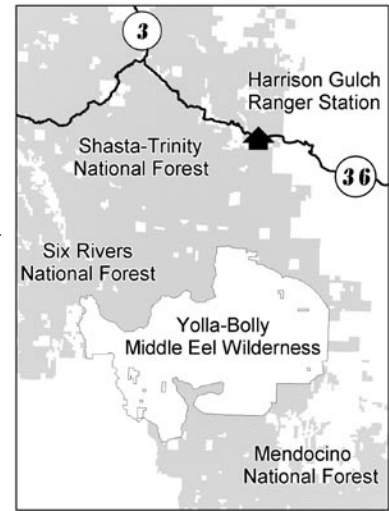 3
Harrison Gulch
Ranger Station
Shasta-Trinity
National Forest
36
Six Rivers
National Forest
Yolla-Bolly
Middle Eel Wilderness
Mendocino
National Forest